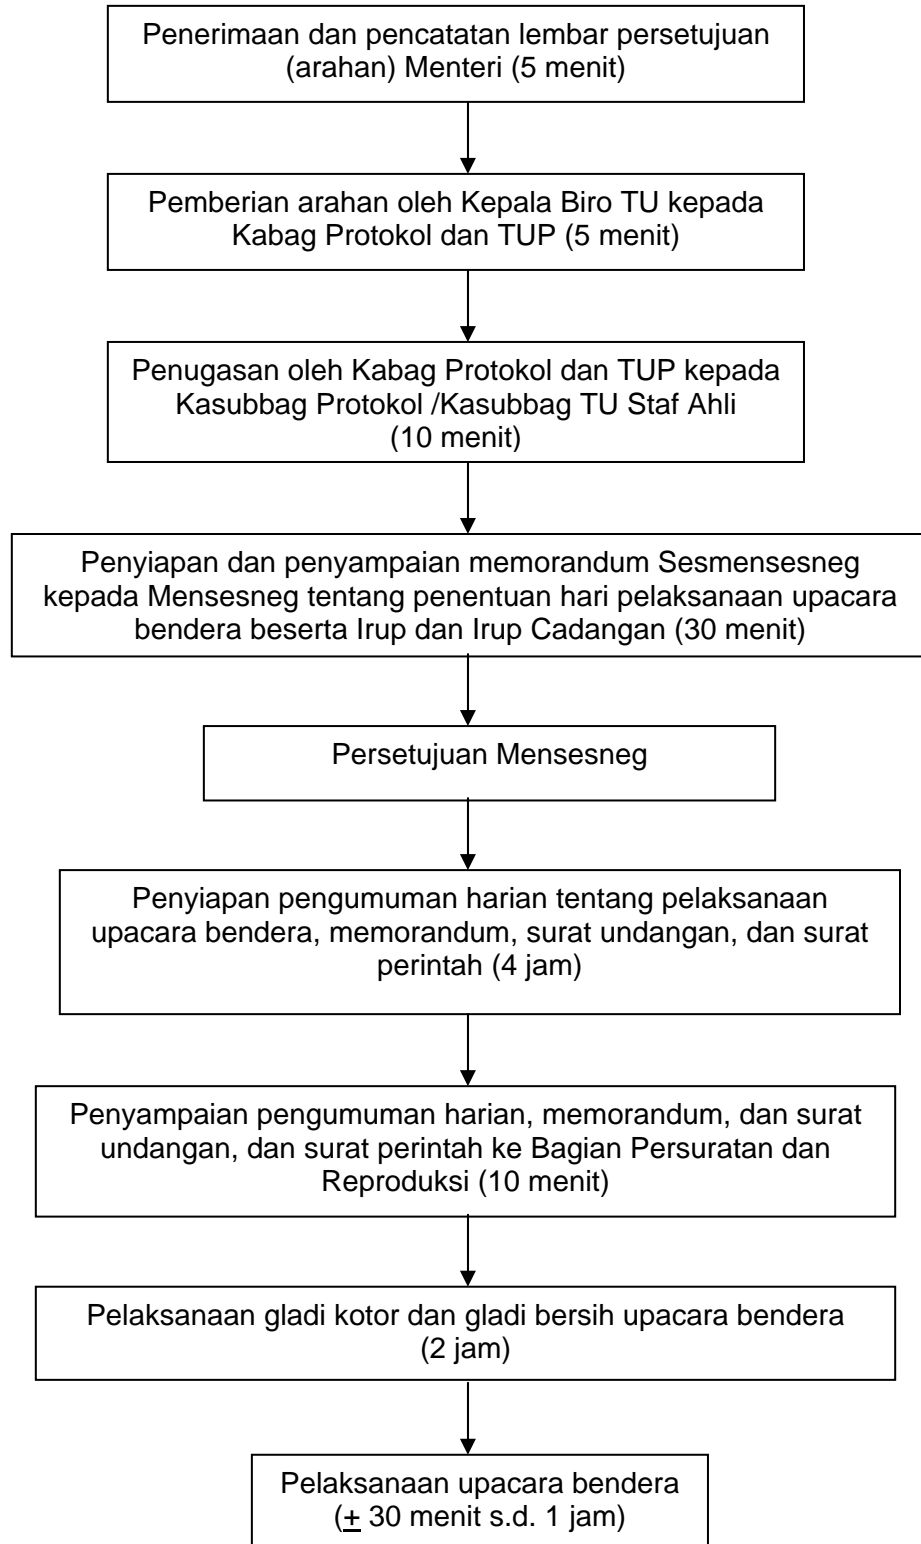 Penerimaan dan pencatatan lembar persetujuan
(arahan) Menteri (5 menit)
Pemberian arahan oleh Kepala Biro TU kepada
Kabag Protokol dan TUP (5 menit)
Penugasan oleh Kabag Protokol dan TUP kepada
Kasubbag Protokol /Kasubbag TU Staf Ahli
(10 menit)
Penyiapan dan penyampaian memorandum Sesmensesneg
kepada Mensesneg tentang penentuan hari pelaksanaan upacara
bendera beserta Irup dan Irup Cadangan (30 menit)
Persetujuan Mensesneg
Penyiapan pengumuman harian tentang pelaksanaan
upacara bendera, memorandum, surat undangan, dan surat
perintah (4 jam)
Penyampaian pengumuman harian, memorandum, dan surat
undangan, dan surat perintah ke Bagian Persuratan dan
Reproduksi (10 menit)
Pelaksanaan gladi kotor dan gladi bersih upacara bendera
(2 jam)
Pelaksanaan upacara bendera
(± 30 menit s.d. 1 jam)